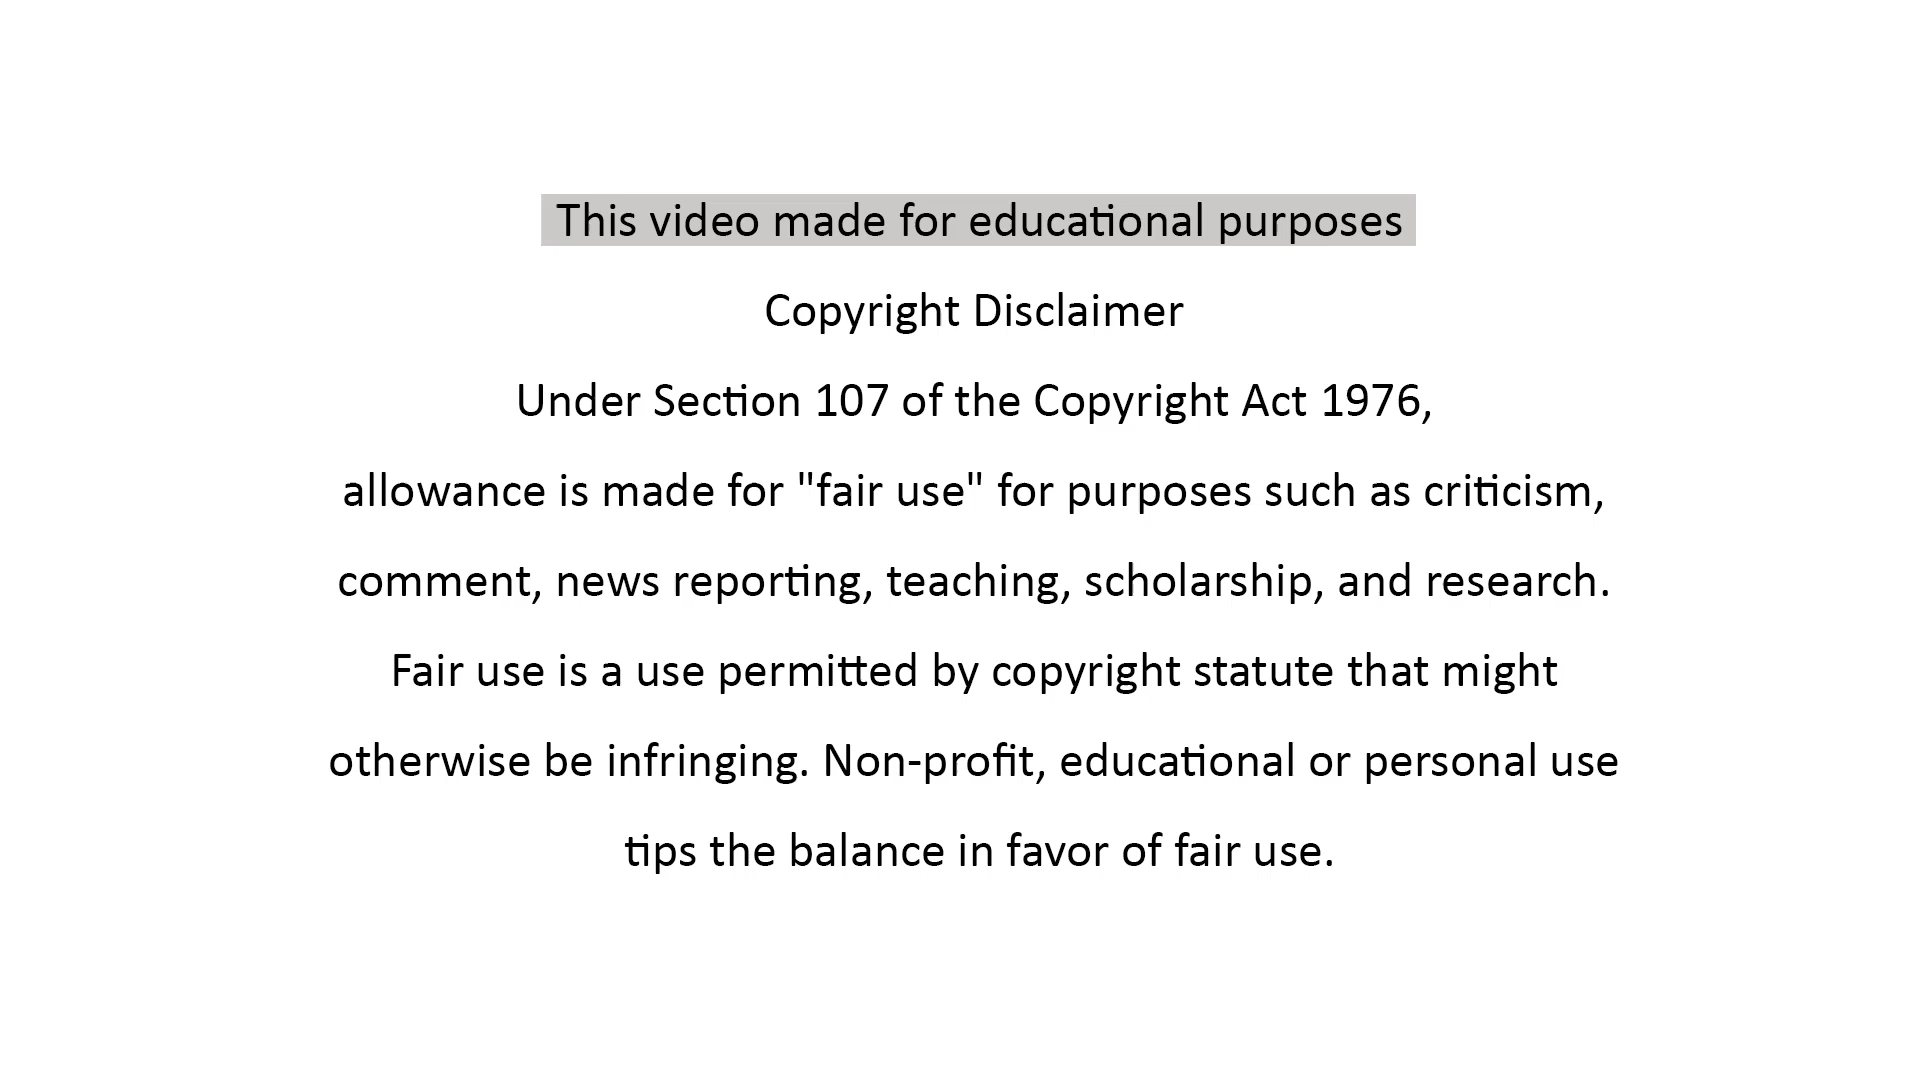 This video made for educational purposes
Copyright Disclaimer
Under Section 107 of the Copyright Act 1976,
allowance is made for "fair use" for purposes such as criticism,
comment, news reporting, teaching, scholarship, and research.
Fair use is a use permitted by copyright statute that might
otherwise be infringing. Non-profit, educational or personal use
tips the balance in favor of fair use.